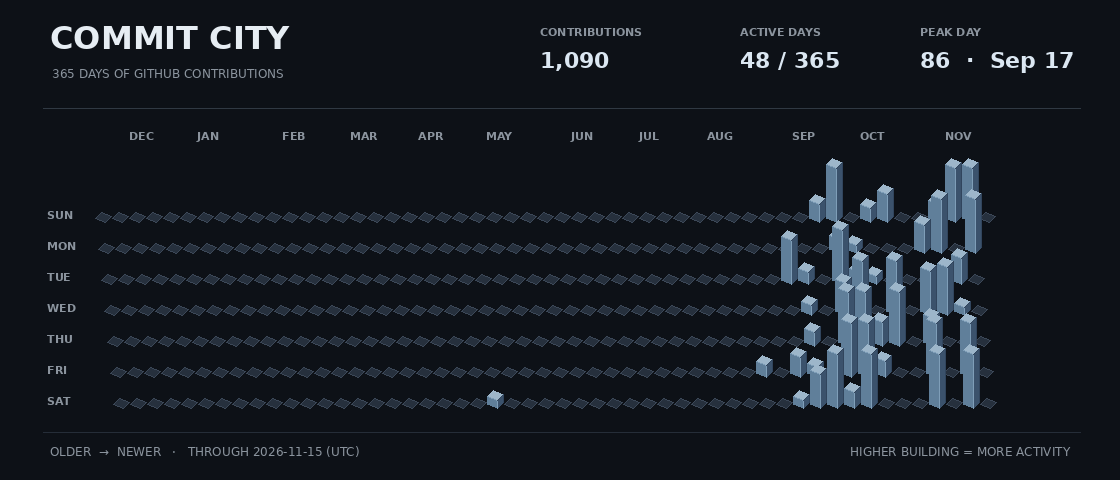 COMMIT CITY
365 DAYS OF GITHUB CONTRIBUTIONS
CONTRIBUTIONS
1,090
ACTIVE DAYS
48 / 365
PEAK DAY
86 · Sep 17
DEC JAN FEB MAR APR MAY JUN JUL AUG SEP OCT NOV
SUN
MON
TUE
WED
THU
FRI
SAT
OLDER → NEWER · THROUGH 2026-11-15 (UTC)
HIGHER BUILDING = MORE ACTIVITY